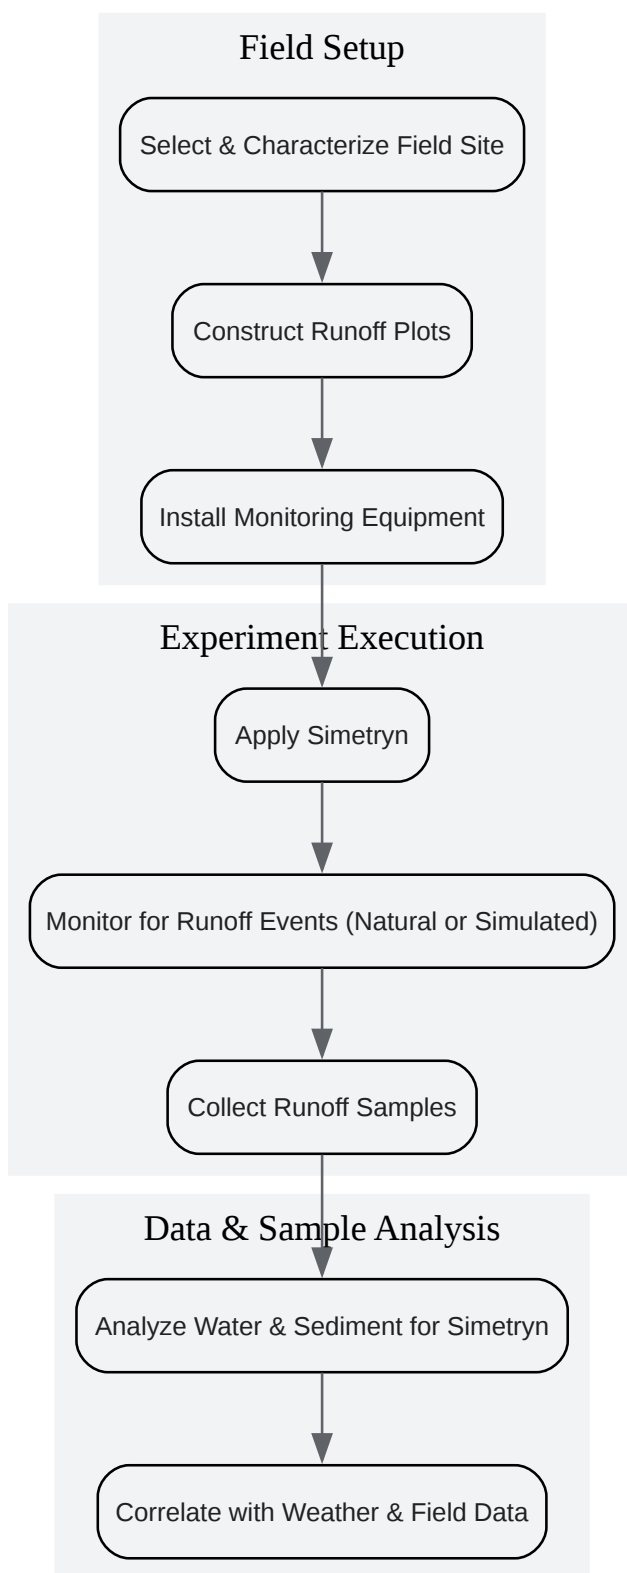 Field Setup
Select & Characterize Field Site
Construct Runoff Plots
Install Monitoring Equipment
Experiment Execution
Apply Simetryn
Monitor for Runoff Events (Natural or Simulated)
Collect Runoff Samples
Data & Sample Analysis
Analyze Water & Sediment for Simetryn
Correlate with Weather & Field Data